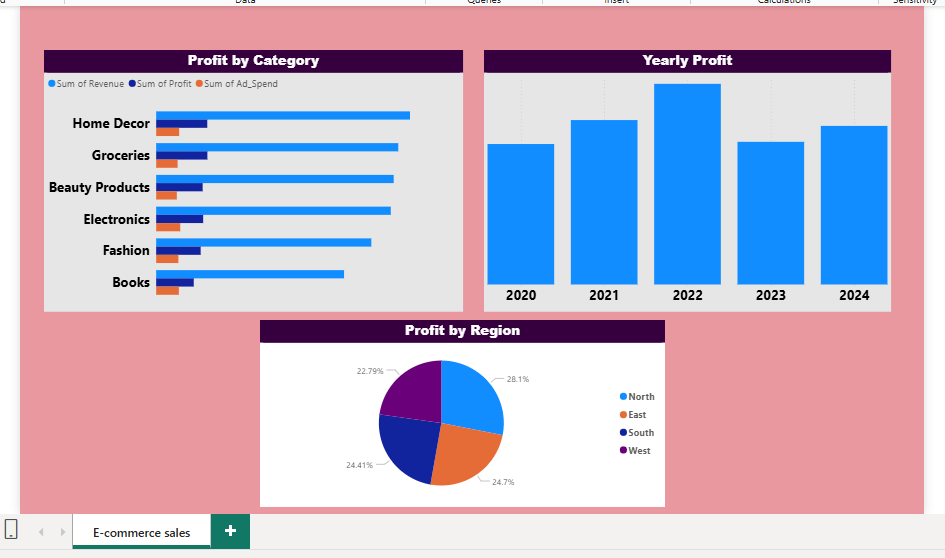 Data Queries Insert Calculations Sensitivity
Profit by Category
Sum of Revenue Sum of Profit Sum of Ad_Spend
Home Decor
Groceries
Beauty Products
Electronics
Fashion
Books
Yearly Profit
2020 2021 2022 2023 2024
Profit by Region
22.79%
28.1%
24.41%
24.7%
North
East
South
West
E-commerce sales
+